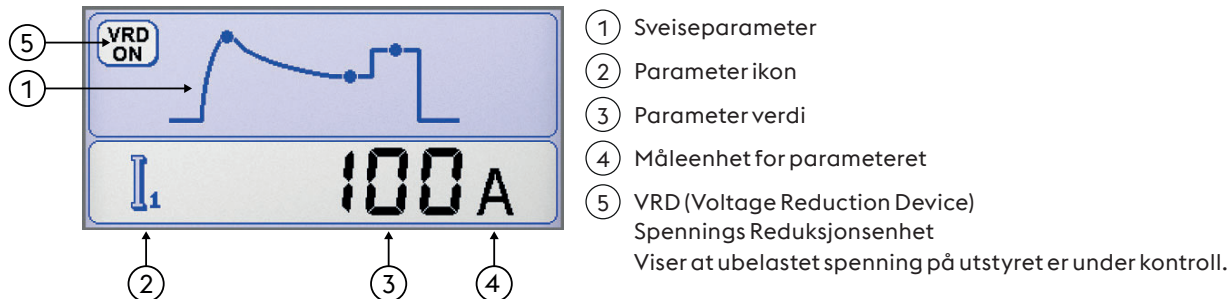 VRD
ON
5
1
I1
100 A
2
3
4
1 Sveiseparameter
2 Parameter ikon
3 Parameter verdi
4 Måleenhet for parameteret
5 VRD (Voltage Reduction Device)
Spennings Reduksjonsenhet
Viser at ubelastet spenning på utstyret er under kontroll.